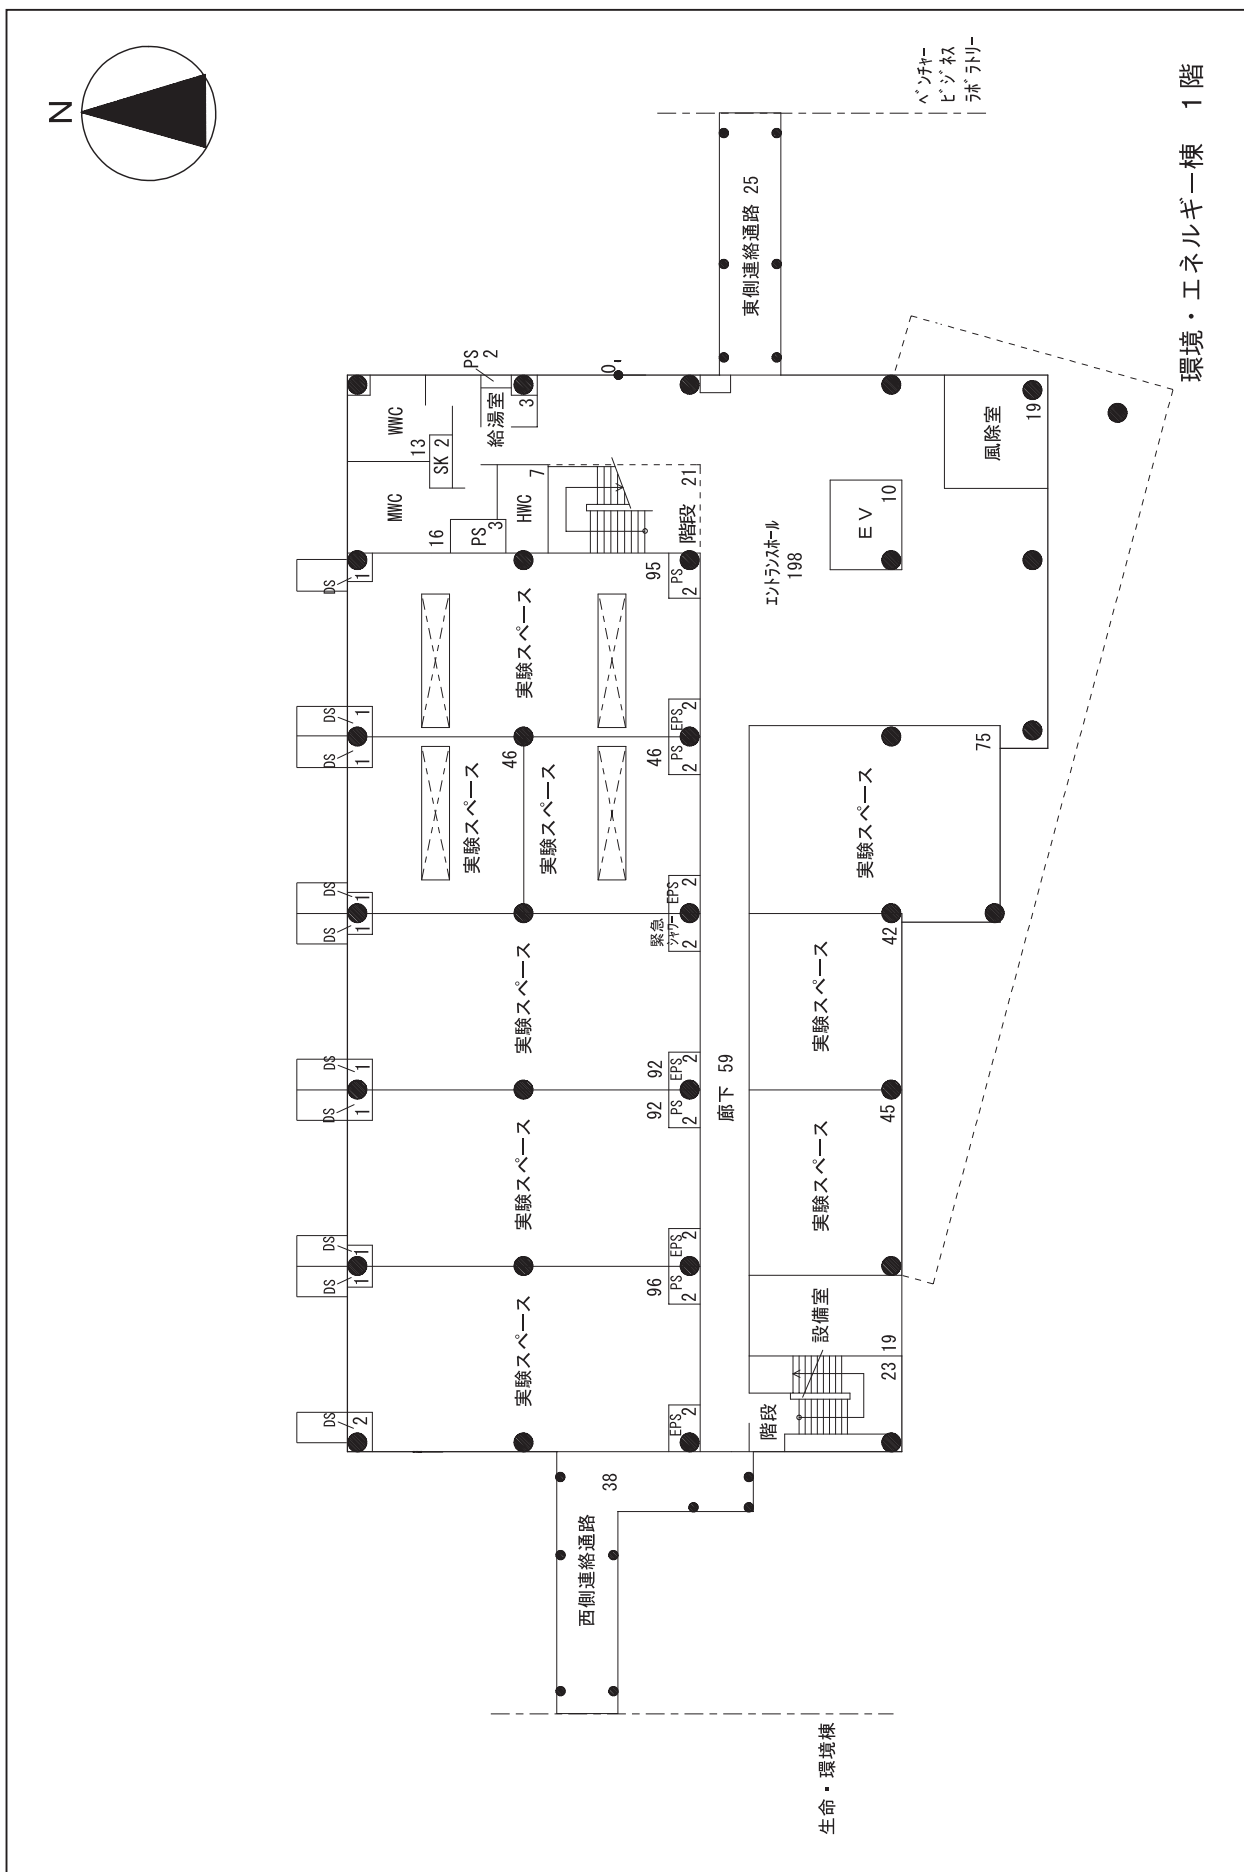 N
DS
DS
DS
DS
DS
DS
DS
DS
DS
DS
2
1
1
1
1
1
1
1
1
1
MWC
WWC
16
13
SK 2
PS
3
PS
2
給湯室
3
HWC
7
実験スペース
実験スペース
実験スペース
実験スペース
46
実験スペース
実験スペース
西側連絡通路
38
96
92
92
緊急
シャワー
46
95
EPS
2
PS
2
EPS
2
PS
2
EPS
2
2
EPS
2
PS
2
EPS
2
PS
2
階段 21
廊下 59
東側連絡通路 25
エントランスホール
198
階段
設備室
実験スペース
実験スペース
実験スペース
EV
10
23
19
45
42
75
風除室
19
生命・環境棟
ベンチャー
ビジネス
ラボラトリー
環境・エネルギー棟 1階